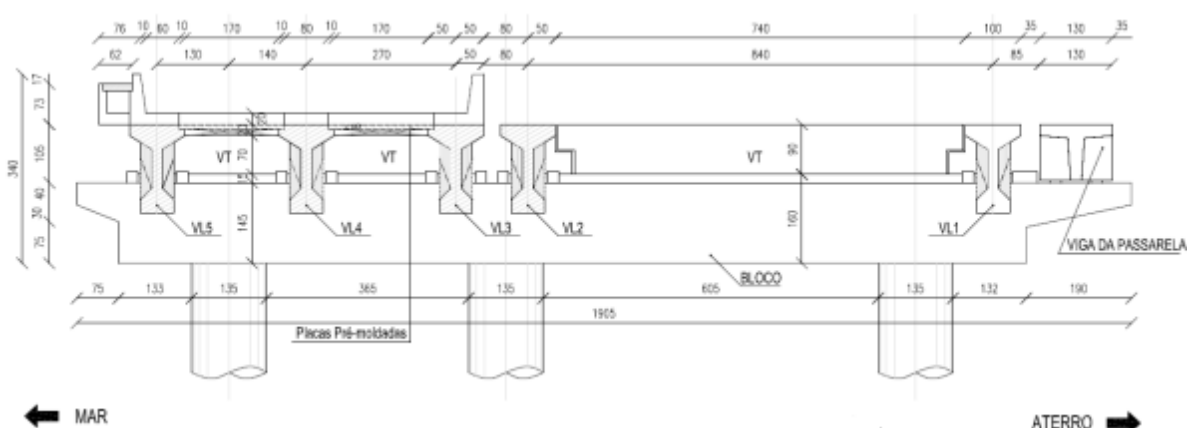 76 10 60 10 170 10 80 10 170 50 50 80 50 740 100 35 130 35
62 130 140 270 50 80 840 85 130
17
73
20
340
105
VT
70
VT
VT
90
15
40
30
145
160
75
VL5
VL4
VL3
VL2
VL1
VIGA DA PASSARELA
BLOCO
75 133 135 365 135 605 135 132 190
1905
Placas Pré-moldadas
MAR
ATERRO